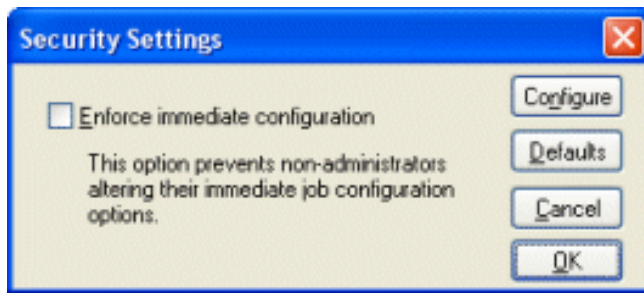 Security Settings
Enforce immediate configuration
This option prevents non-administrators
altering their immediate job configuration
options.
Configure
Defaults
Cancel
OK